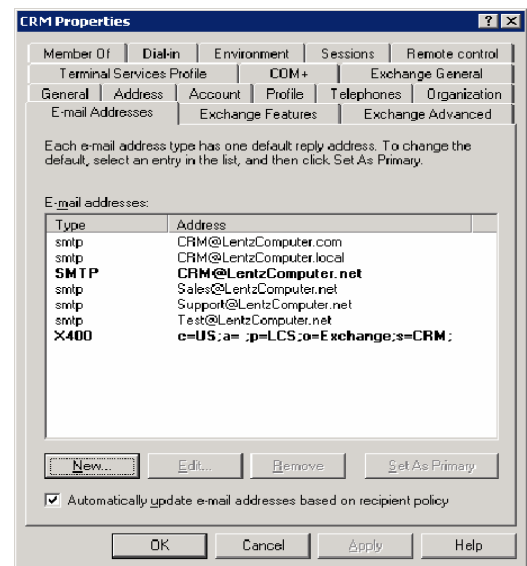 CRM Properties
Member Of Dial-in Environment Sessions Remote control
Terminal Services Profile COM+ Exchange General
General Address Account Profile Telephones Organization
E-mail Addresses Exchange Features Exchange Advanced
Each e-mail address type has one default reply address. To change the
default, select an entry in the list, and then click Set As Primary.
E-mail addresses:
Type Address
smtp CRM@LentzComputer.com
smtp CRM@LentzComputer.local
SMTP CRM@LentzComputer.net
smtp Sales@LentzComputer.net
smtp Support@LentzComputer.net
smtp Test@LentzComputer.net
X400 c=US;a= ;p=LCS;o=Exchange;s=CRM;
New... Edit... Remove Set As Primary
Automatically update e-mail addresses based on recipient policy
OK Cancel Apply Help